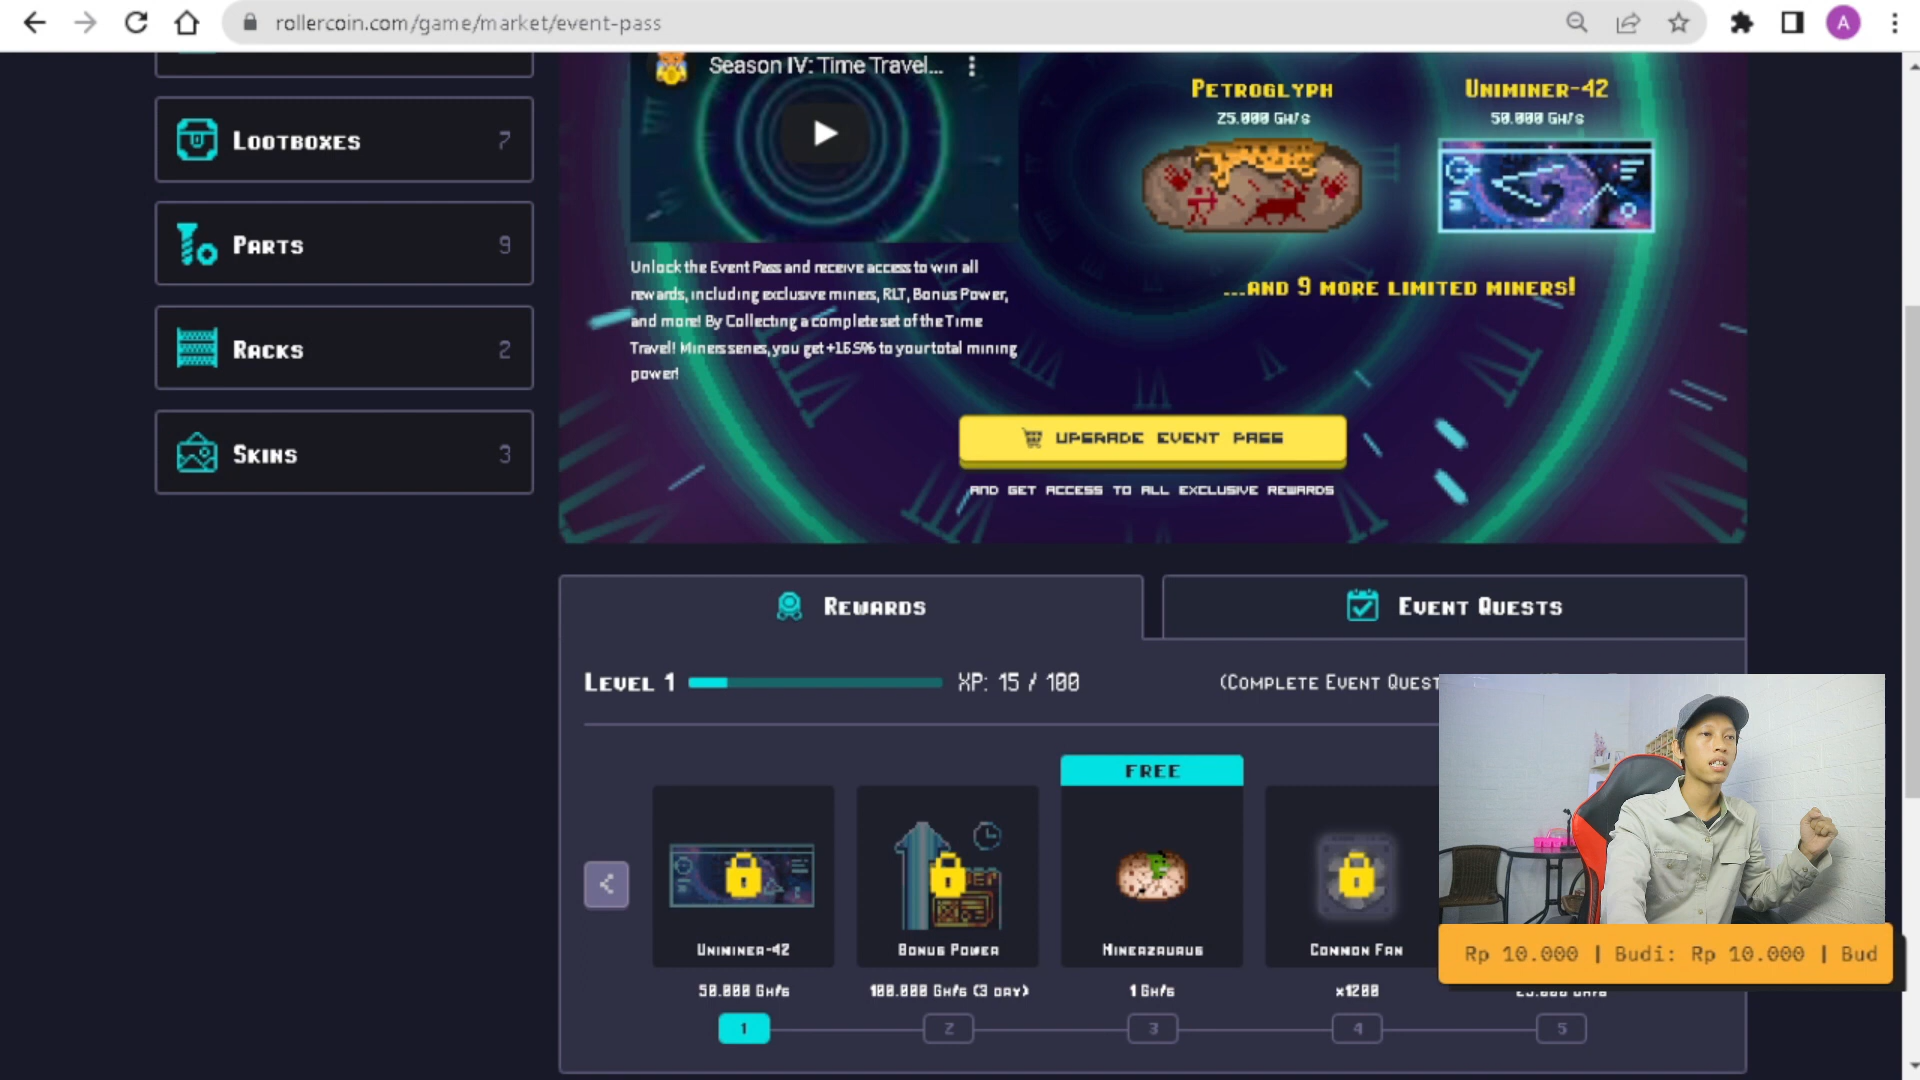 rollercoin.com/game/market/event-pass
A
Lootboxes 7
Parts 9
Racks 2
Skins 3
Season IV: Time Travel...
Unlock the Event Pass and receive access to win all
rewards, including exclusive miners, RLT, Bonus Power,
and more! By Collecting a complete set of the Time
Travel! Miners series, you get +16.5% to your total mining
power!
Petroglyph
25.000 Gh/s
Uniminer-42
50.000 Gh/s
...and 9 more limited miners!
UPGRADE EVENT PASS
AND GET ACCESS TO ALL EXCLUSIVE REWARDS
Rewards
Event Quests
Level 1 XP: 15 / 100
(Complete Event Quest
FREE
Uniminer-42
Bonus Power
Minerzaurus
Common Fan
50.000 Gh/s
100.000 Gh/s (3 day)
1 Gh/s
x1200
25.000 Gh/s
1 2 3 4 5
Rp 10.000 | Budi: Rp 10.000 | Bud